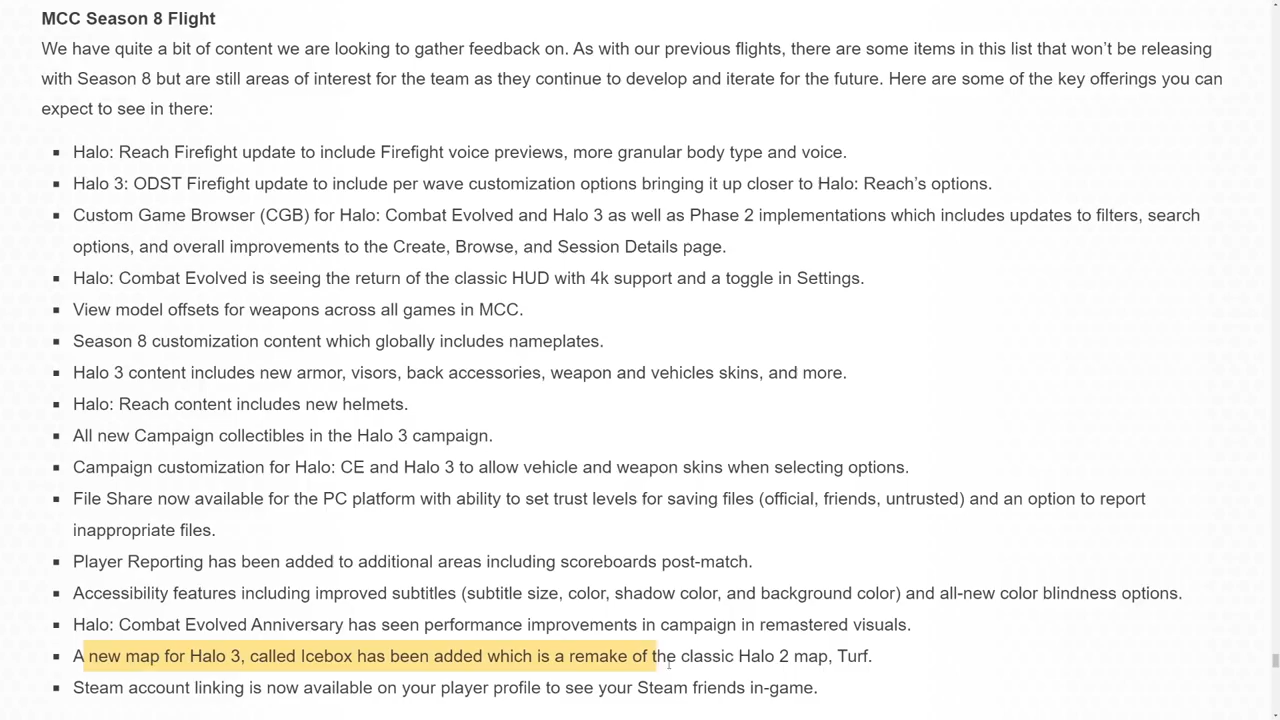 MCC Season 8 Flight
We have quite a bit of content we are looking to gather feedback on. As with our previous flights, there are some items in this list that won’t be releasing
with Season 8 but are still areas of interest for the team as they continue to develop and iterate for the future. Here are some of the key offerings you can
expect to see in there:
▪ Halo: Reach Firefight update to include Firefight voice previews, more granular body type and voice.
▪ Halo 3: ODST Firefight update to include per wave customization options bringing it up closer to Halo: Reach’s options.
▪ Custom Game Browser (CGB) for Halo: Combat Evolved and Halo 3 as well as Phase 2 implementations which includes updates to filters, search
options, and overall improvements to the Create, Browse, and Session Details page.
▪ Halo: Combat Evolved is seeing the return of the classic HUD with 4k support and a toggle in Settings.
▪ View model offsets for weapons across all games in MCC.
▪ Season 8 customization content which globally includes nameplates.
▪ Halo 3 content includes new armor, visors, back accessories, weapon and vehicles skins, and more.
▪ Halo: Reach content includes new helmets.
▪ All new Campaign collectibles in the Halo 3 campaign.
▪ Campaign customization for Halo: CE and Halo 3 to allow vehicle and weapon skins when selecting options.
▪ File Share now available for the PC platform with ability to set trust levels for saving files (official, friends, untrusted) and an option to report
inappropriate files.
▪ Player Reporting has been added to additional areas including scoreboards post-match.
▪ Accessibility features including improved subtitles (subtitle size, color, shadow color, and background color) and all-new color blindness options.
▪ Halo: Combat Evolved Anniversary has seen performance improvements in campaign in remastered visuals.
▪ A new map for Halo 3, called Icebox has been added which is a remake of the classic Halo 2 map, Turf.
▪ Steam account linking is now available on your player profile to see your Steam friends in-game.